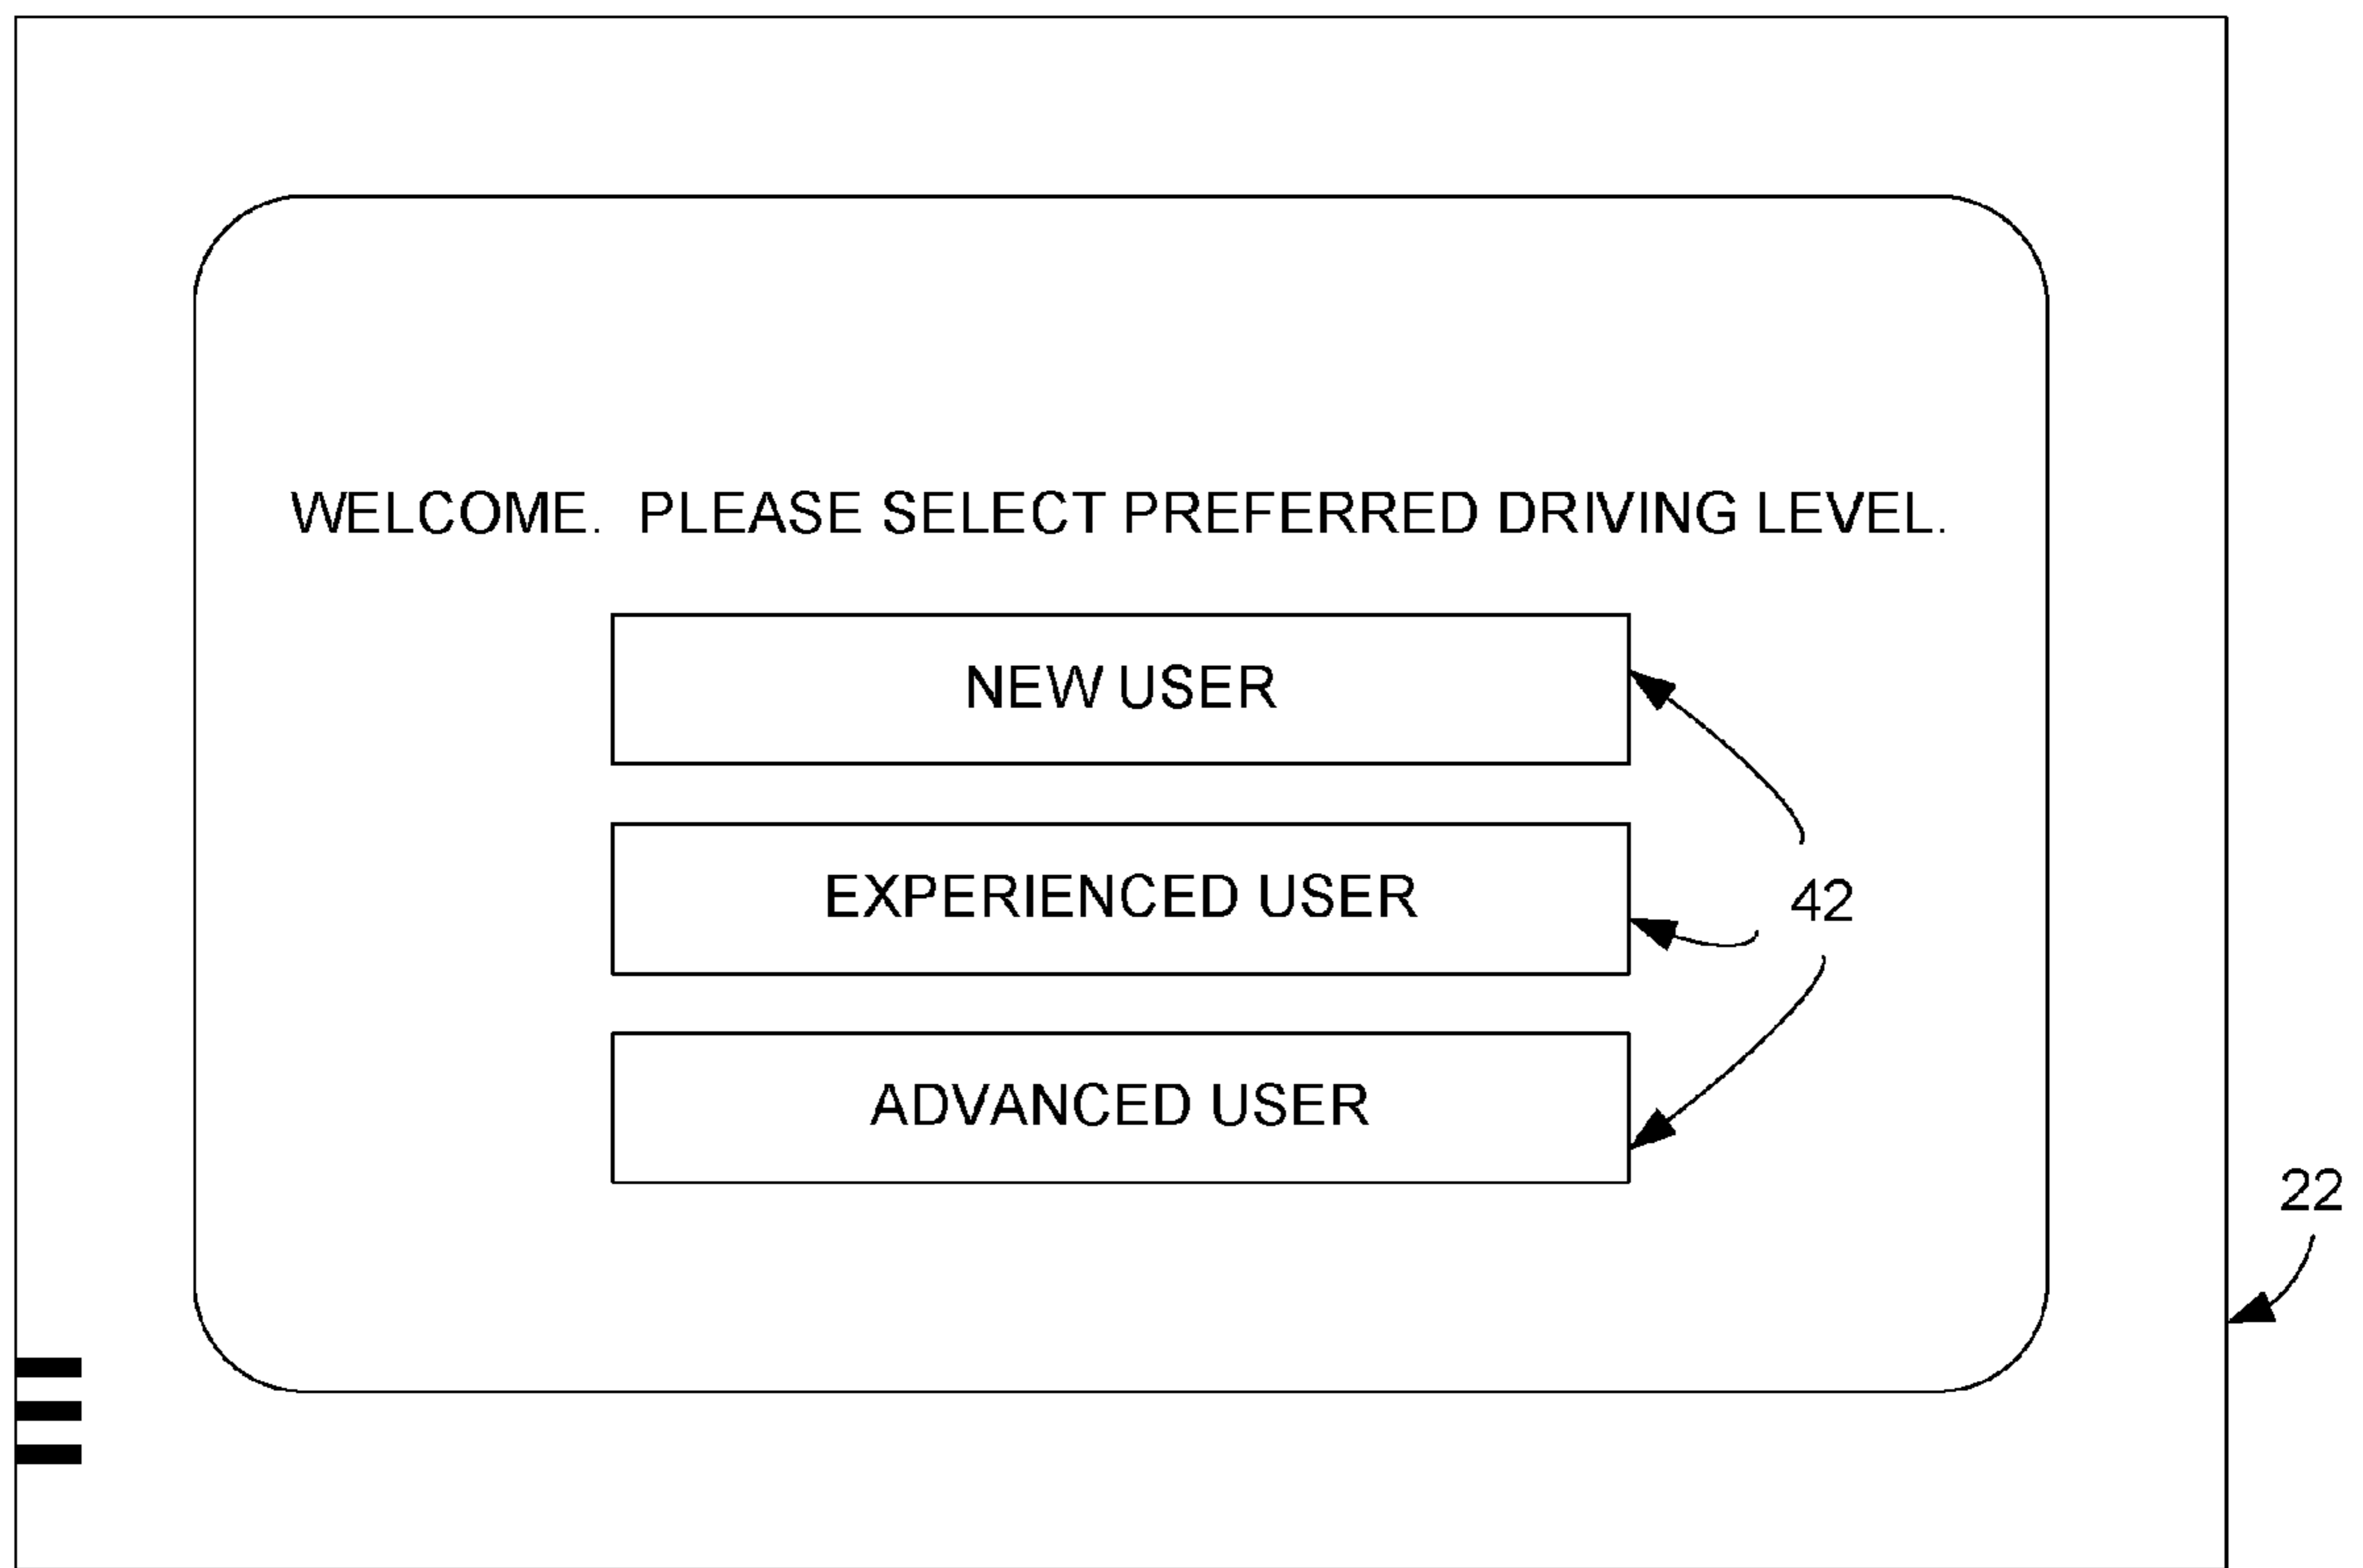 WELCOME. PLEASE SELECT PREFERRED DRIVING LEVEL.
NEW USER
EXPERIENCED USER
42
ADVANCED USER
22